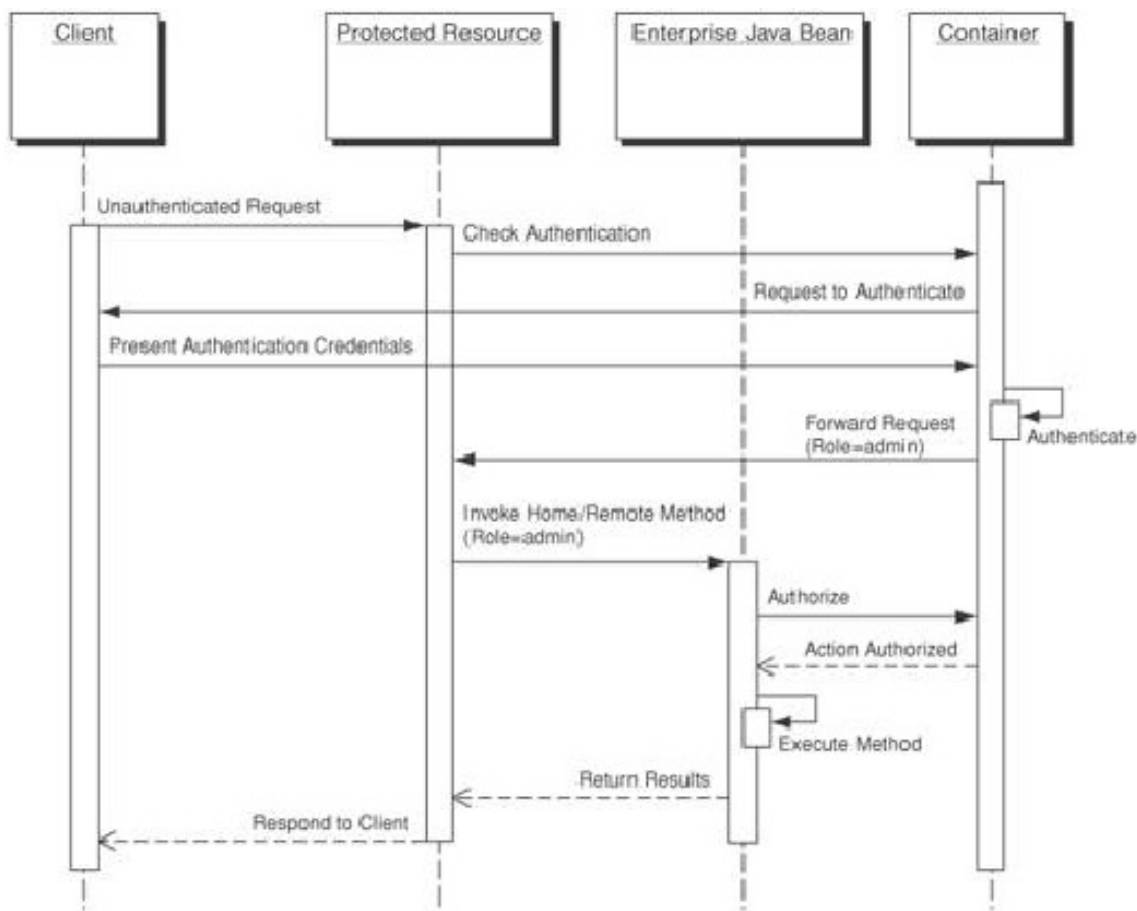 Client
Protected Resource
Enterprise Java Bean
Container
Unauthenticated Request
Check Authentication
Request to Authenticate
Present Authentication Credentials
Authenticate
Forward Request
(Role=admin)
Invoke Home/Remote Method
(Role=admin)
Authorize
Action Authorized
Execute Method
Return Results
Respond to Client